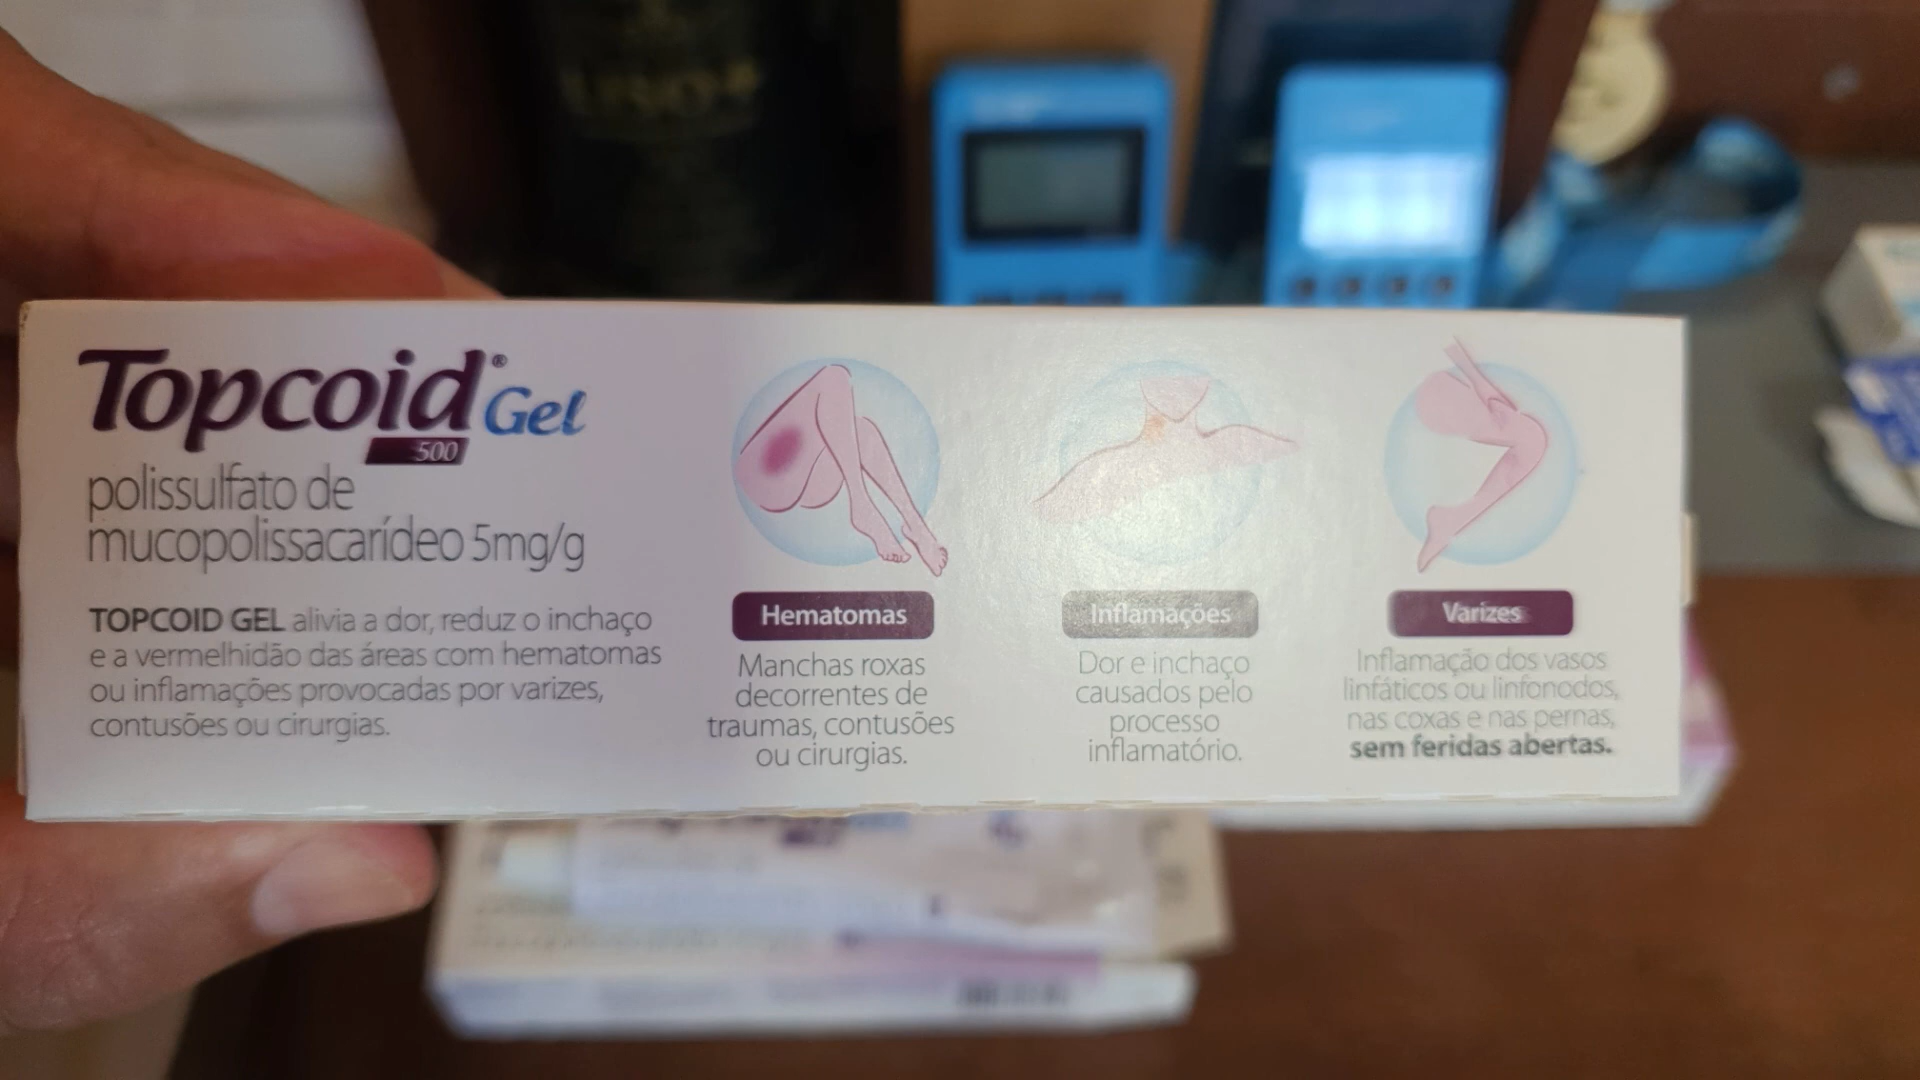 Topcoid® Gel
500
polissulfato de
mucopolissacarídeo 5mg/g
TOPCOID GEL alivia a dor, reduz o inchaço
e a vermelhidão das áreas com hematomas
ou inflamações provocadas por varizes,
contusões ou cirurgias.
Hematomas
Manchas roxas
decorrentes de
traumas, contusões
ou cirurgias.
Inflamações
Dor e inchaço
causados pelo
processo
inflamatório.
Varizes
Inflamação dos vasos
linfáticos ou linfonodos,
nas coxas e nas pernas,
sem feridas abertas.